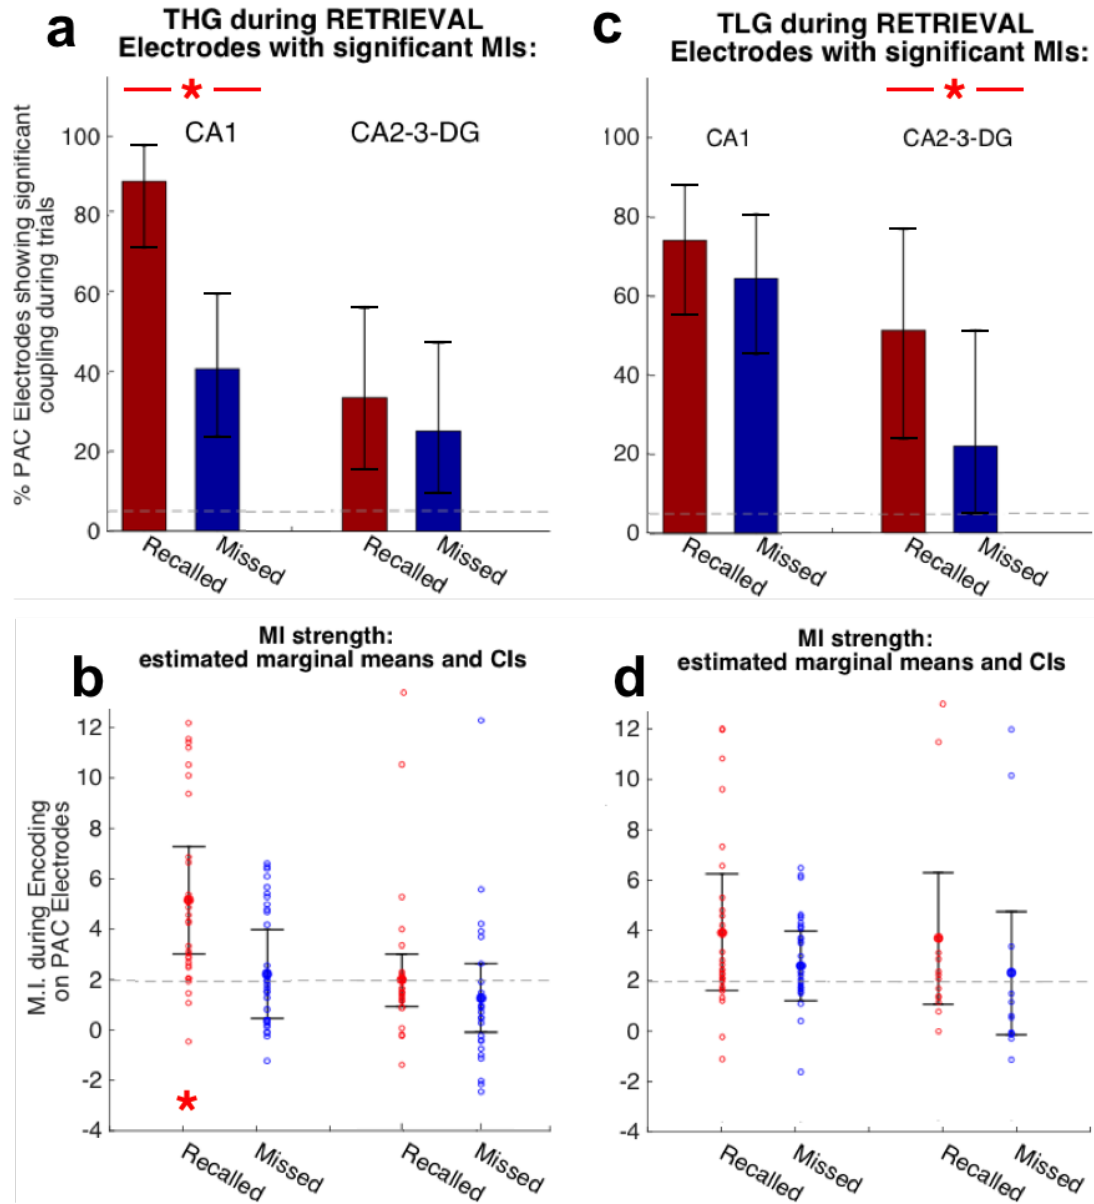 a
THG during RETRIEVAL
Electrodes with significant MIs:
*
CA1
CA2-3-DG
% PAC Electrodes showing significant
coupling during trials
100
80
60
40
20
0
Recalled
Missed
Recalled
Missed
c
TLG during RETRIEVAL
Electrodes with significant MIs:
*
CA1
CA2-3-DG
100
80
60
40
20
0
Recalled
Missed
Recalled
Missed
b
MI strength:
estimated marginal means and CIs
M.I. during Encoding
on PAC Electrodes
12
10
8
6
4
2
0
-2
-4
*
Recalled
Missed
Recalled
Missed
d
MI strength:
estimated marginal means and CIs
12
10
8
6
4
2
0
-2
-4
Recalled
Missed
Recalled
Missed